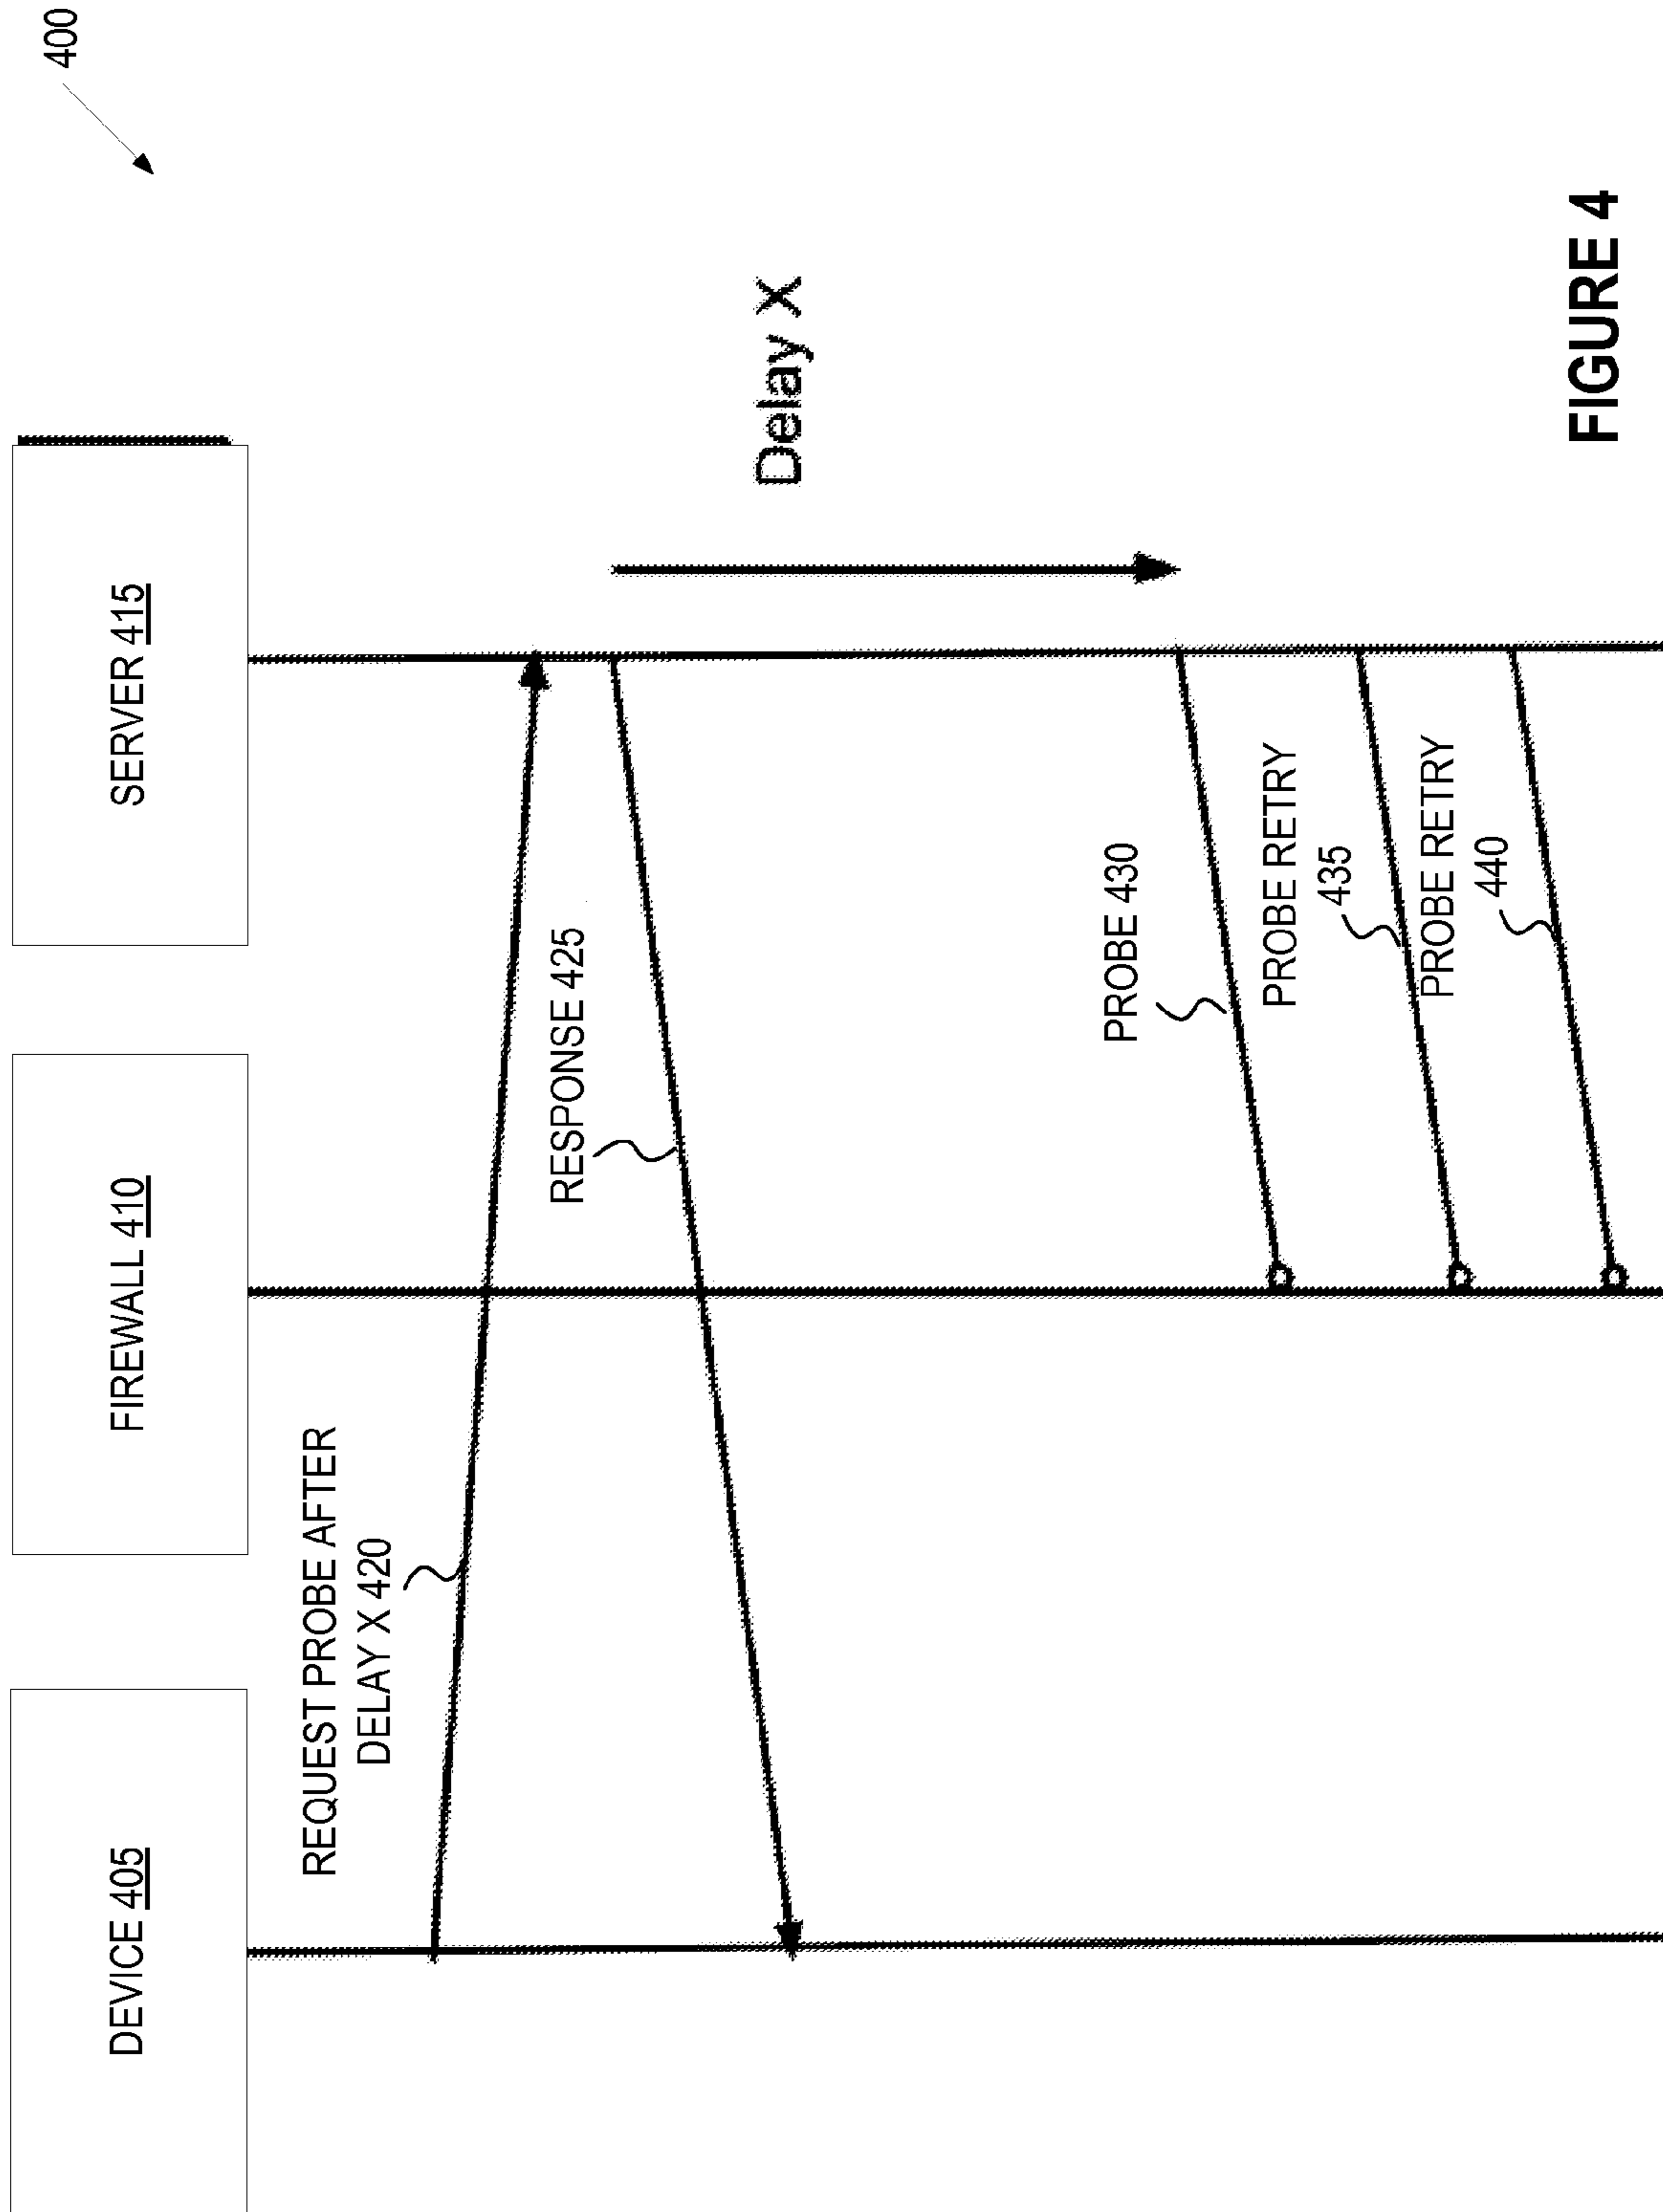 400
DEVICE 405
FIREWALL 410
SERVER 415
REQUEST PROBE AFTER
DELAY X 420
RESPONSE 425
Delay X
PROBE 430
PROBE RETRY
435
PROBE RETRY
440
FIGURE 4